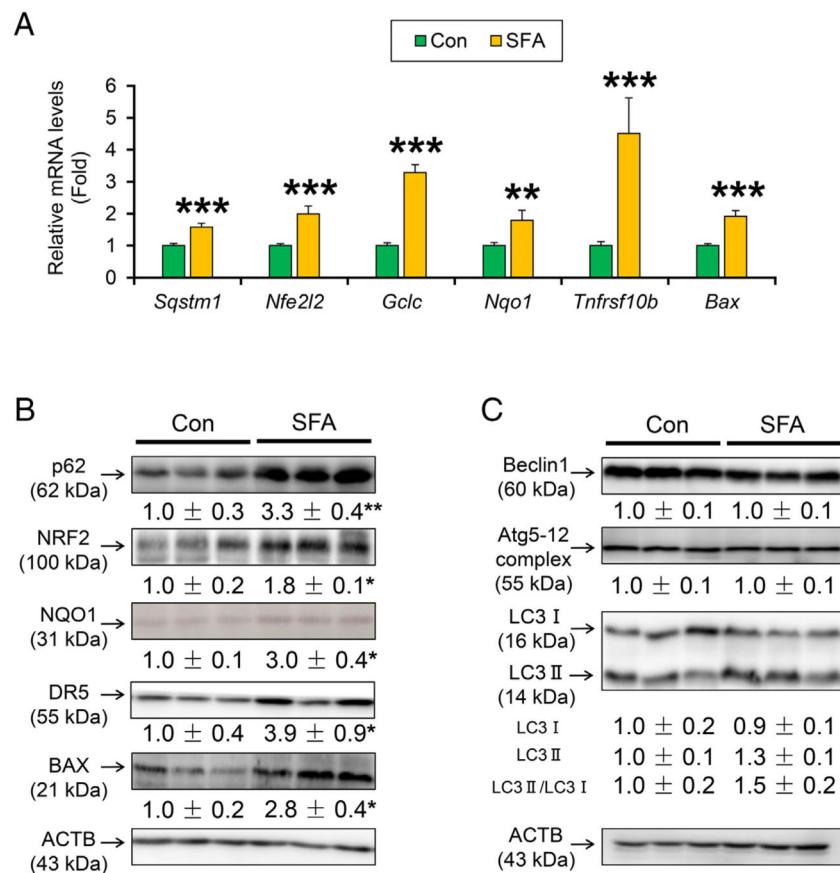 A
Con SFA
Relative mRNA levels
(Fold)
6
5
4
3
2
1
0
*** *** *** ** *** ***
Sqstm1 Nfe2l2 Gclc Nqo1 Tnfrsf10b Bax
B
Con SFA
p62
(62 kDa)
1.0 ± 0.3 3.3 ± 0.4**
NRF2
(100 kDa)
1.0 ± 0.2 1.8 ± 0.1*
NQO1
(31 kDa)
1.0 ± 0.1 3.0 ± 0.4*
DR5
(55 kDa)
1.0 ± 0.4 3.9 ± 0.9*
BAX
(21 kDa)
1.0 ± 0.2 2.8 ± 0.4*
ACTB
(43 kDa)
C
Con SFA
Beclin1
(60 kDa)
1.0 ± 0.1 1.0 ± 0.1
Atg5-12
complex
(55 kDa)
1.0 ± 0.1 1.0 ± 0.1
LC3 Ⅰ
(16 kDa)
LC3 Ⅱ
(14 kDa)
LC3 Ⅰ 1.0 ± 0.2 0.9 ± 0.1
LC3 Ⅱ 1.0 ± 0.1 1.3 ± 0.1
LC3 Ⅱ/LC3 Ⅰ 1.0 ± 0.2 1.5 ± 0.2
ACTB
(43 kDa)